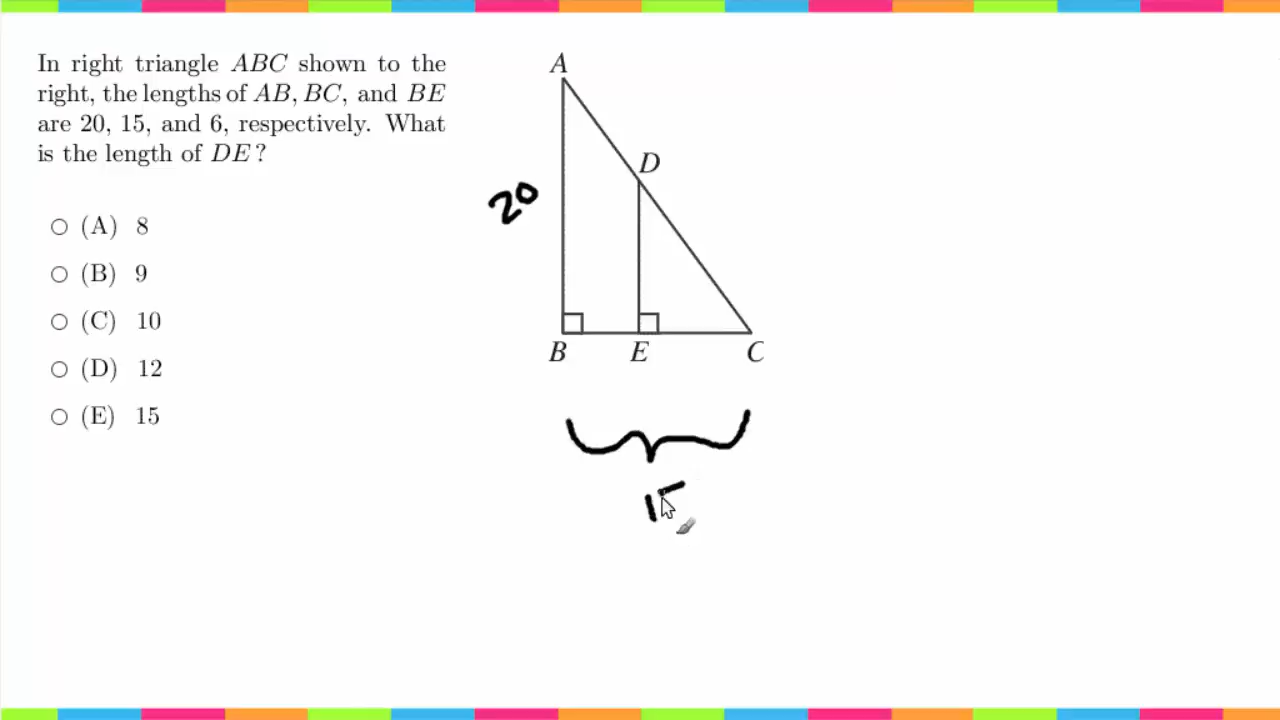 In right triangle ABC shown to the
right, the lengths of AB, BC, and BE
are 20, 15, and 6, respectively. What
is the length of DE?
(A) 8
(B) 9
(C) 10
(D) 12
(E) 15
A
D
20
B E C
15